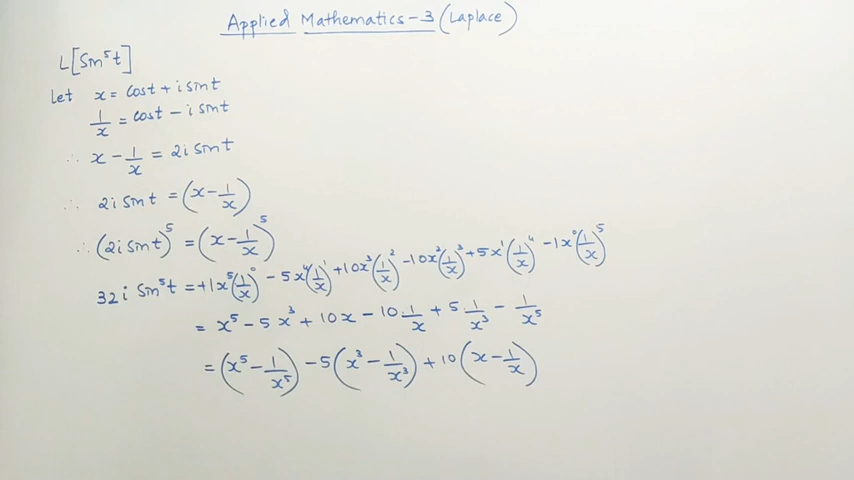 Applied Mathematics-3 (Laplace)
L[Sin⁵t]
Let x = cost + i sint
1/x = cost - i sint
∴ x - 1/x = 2i sint
∴ 2i sint = (x - 1/x)
∴ (2i sint)⁵ = (x - 1/x)⁵
32i Sin⁵t = +1x⁵(1/x)⁰ - 5x⁴(1/x)¹ + 10x³(1/x)² - 10x²(1/x)³ + 5x¹(1/x)⁴ - 1x⁰(1/x)⁵
= x⁵ - 5x³ + 10x - 10·1/x + 5·1/x³ - 1/x⁵
= (x⁵ - 1/x⁵) - 5(x³ - 1/x³) + 10(x - 1/x)